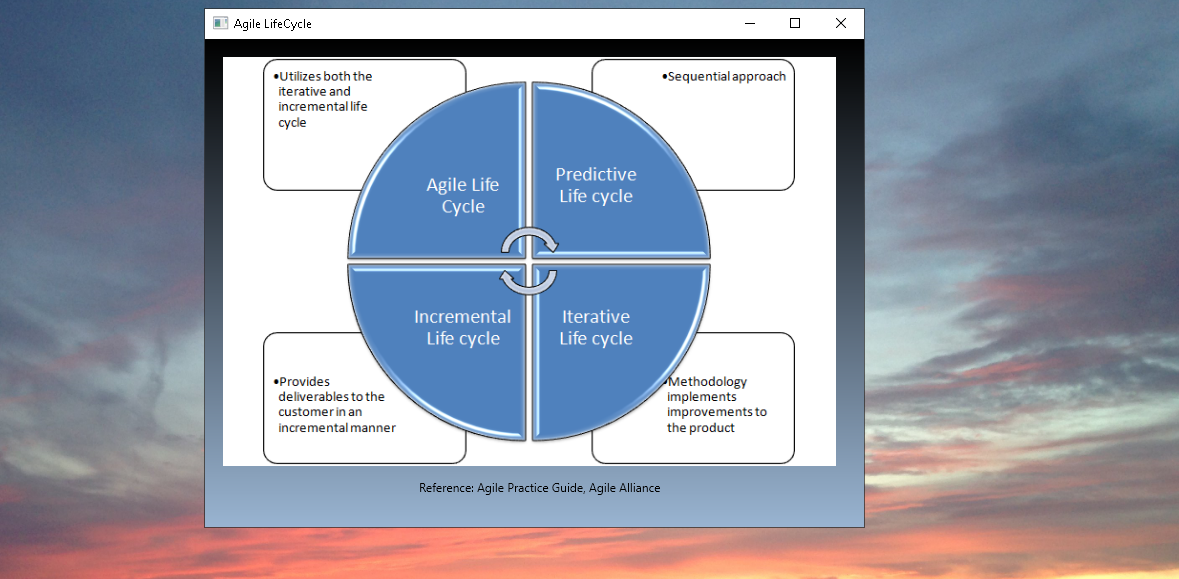 Agile LifeCycle
•Utilizes both the
iterative and
incremental life
cycle
•Sequential approach
Agile Life
Cycle
Predictive
Life cycle
Incremental
Life cycle
Iterative
Life cycle
•Provides
deliverables to the
customer in an
incremental manner
•Methodology
implements
improvements to
the product
Reference: Agile Practice Guide, Agile Alliance